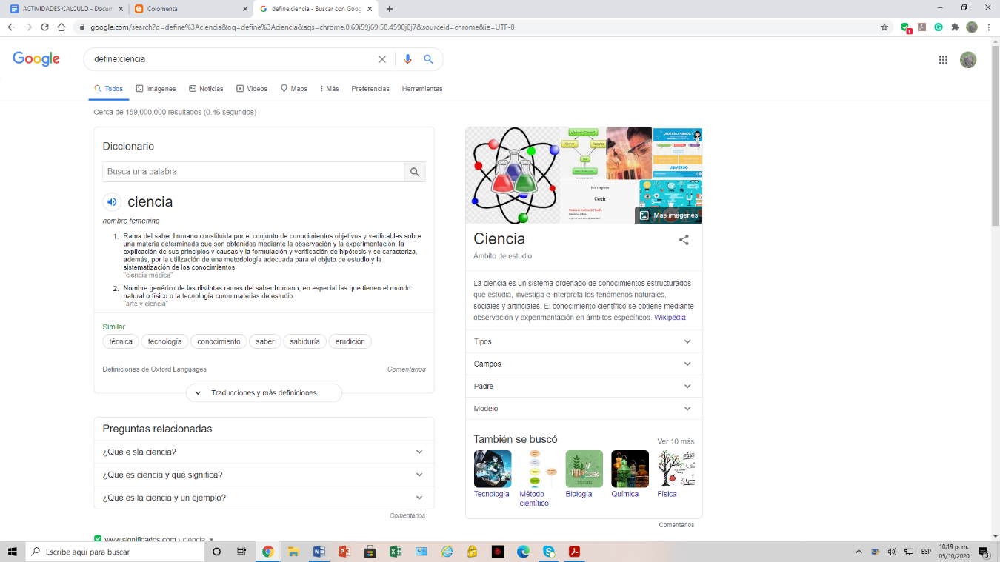 ACTIVIDADES CALCULO - Docum
Colomenta
define:ciencia - Buscar con Goog
google.com/search?q=define%3Aciencia&oq=define%3Aciencia&aqs=chrome.0.69i59j69i58.4590j0j7&sourceid=chrome&ie=UTF-8
Google
define:ciencia
Todos Imágenes Noticias Videos Maps Más Preferencias Herramientas
Cerca de 159,000,000 resultados (0.46 segundos)
Diccionario
Busca una palabra
ciencia
nombre femenino
1. Rama del saber humano constituida por el conjunto de conocimientos objetivos y verificables sobre
una materia determinada que son obtenidos mediante la observación y la experimentación, la
explicación de sus principios y causas y la formulación y verificación de hipótesis y se caracteriza,
además, por la utilización de una metodología adecuada para el objeto de estudio y la
sistematización de los conocimientos.
"ciencia médica"
2. Nombre genérico de las distintas ramas del saber humano, en especial las que tienen el mundo
natural o físico o la tecnología como materias de estudio.
"arte y ciencia"
Similar
técnica tecnología conocimiento saber sabiduría erudición
Definiciones de Oxford Languages
Comentarios
Traducciones y más definiciones
Preguntas relacionadas
¿Qué e sla ciencia?
¿Qué es ciencia y qué significa?
¿Qué es la ciencia y un ejemplo?
Comentarios
www.significados.com › ciencia
¿QUÉ ES LA CIENCIA?
UNIVERSO
Ciencia
Más imágenes
Ciencia
Ámbito de estudio
La ciencia es un sistema ordenado de conocimientos estructurados
que estudia, investiga e interpreta los fenómenos naturales,
sociales y artificiales. El conocimiento científico se obtiene mediante
observación y experimentación en ámbitos específicos. Wikipedia
Tipos
Campos
Padre
Modelo
También se buscó
Ver 10 más
Tecnología
Método
científico
Biología
Química
Física
Comentarios
Escribe aquí para buscar
ESP
10:19 p. m.
05/10/2020
3